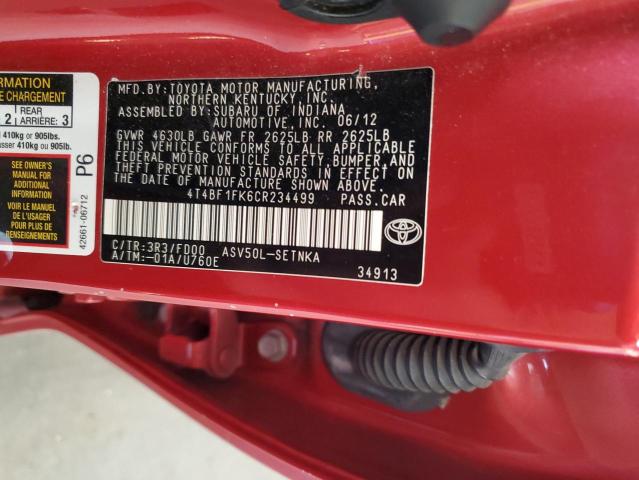 ORMATION
E CHARGEMENT
2 REAR ARRIÈRE: 3
410kg or 905lbs.
sser 410kg ou 905lb.
SEE OWNER'S
MANUAL FOR
ADDITIONAL
INFORMATION
VOIR LE MANUEL
DE L'USAGER
POUR PLUS DE
RENSEIGNEMENTS
P6
42661-06712
MFD.BY:TOYOTA MOTOR MANUFACTURING,
NORTHERN KENTUCKY,INC.
ASSEMBLED BY:SUBARU OF INDIANA
AUTOMOTIVE, INC. 06/12
GVWR 4630LB GAWR FR 2625LB RR 2625LB
THIS VEHICLE CONFORMS TO ALL APPLICABLE
FEDERAL MOTOR VEHICLE SAFETY,BUMPER,AND
THEFT PREVENTION STANDARDS IN EFFECT ON
THE DATE OF MANUFACTURE SHOWN ABOVE.
4T4BF1FK6CR234499 PASS.CAR
C/TR:3R3/FD00 ASV50L-SETNKA
A/TM:-01A/U760E
34913
TOYOTA